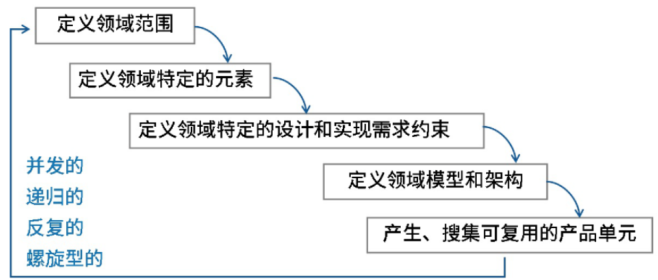 定义领域范围
定义领域特定的元素
定义领域特定的设计和实现需求约束
定义领域模型和架构
产生、搜集可复用的产品单元
并发的
递归的
反复的
螺旋型的